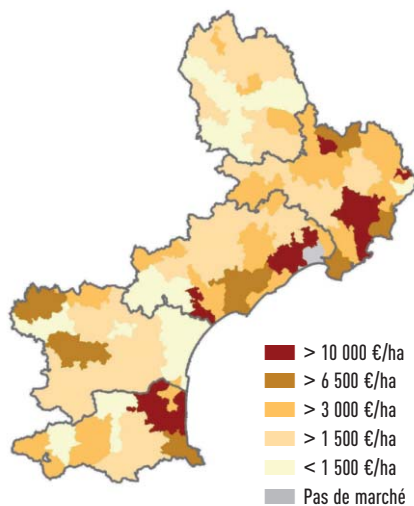 > 10 000 €/ha
> 6 500 €/ha
> 3 000 €/ha
> 1 500 €/ha
< 1 500 €/ha
Pas de marché